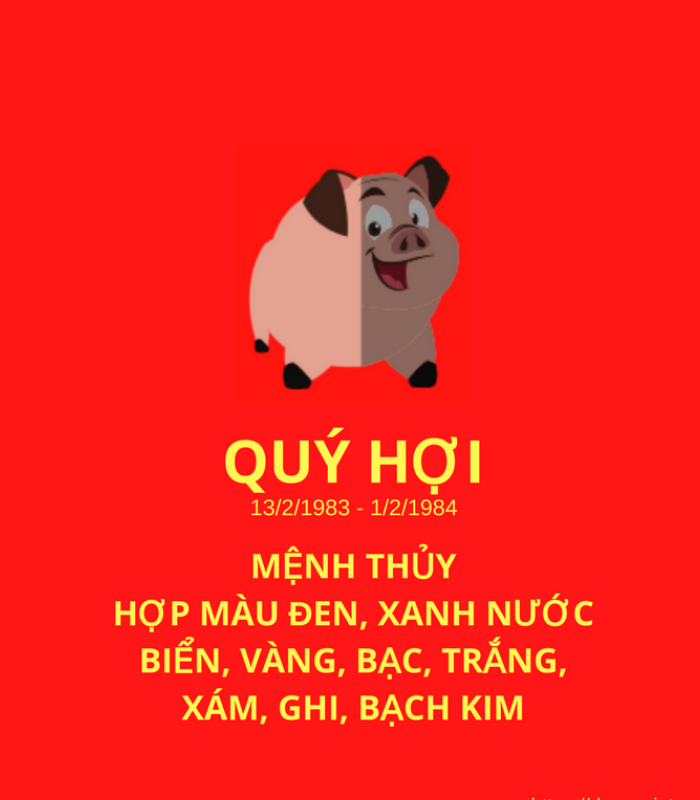 QUÝ HỢI
13/2/1983 - 1/2/1984
MỆNH THỦY
HỢP MÀU ĐEN, XANH NƯỚC
BIỂN, VÀNG, BẠC, TRẮNG,
XÁM, GHI, BẠCH KIM